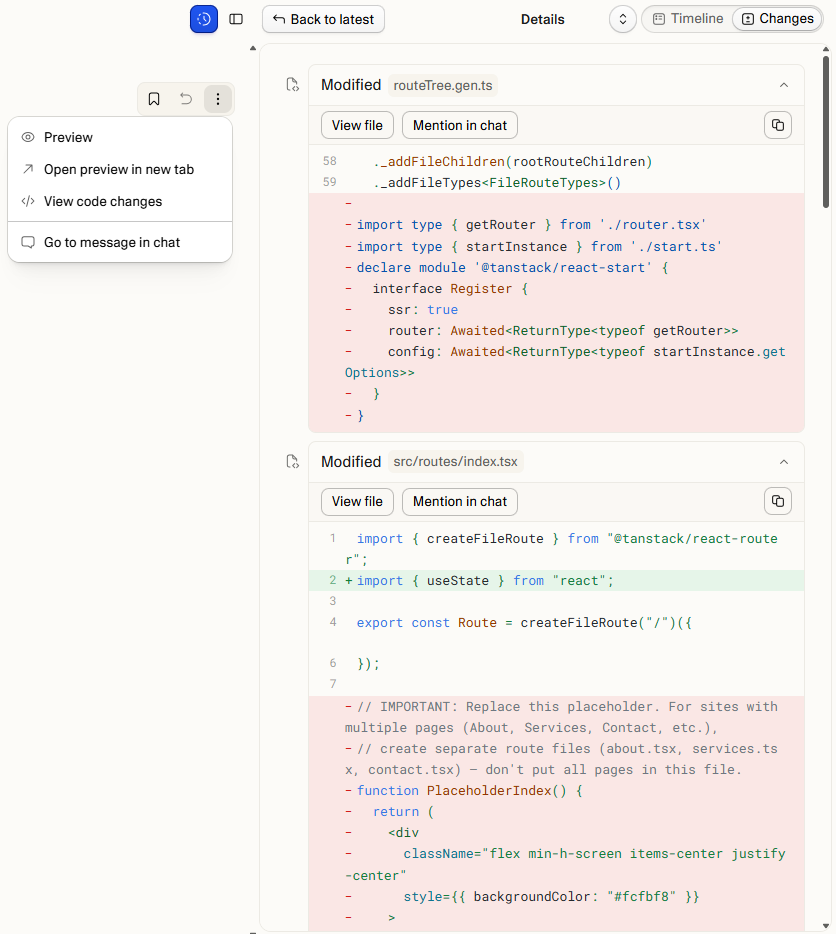 Back to latest
Details
Timeline
Changes
Preview
Open preview in new tab
View code changes
Go to message in chat
Modified routeTree.gen.ts
View file
Mention in chat
58   ._addFileChildren(rootRouteChildren)
59   ._addFileTypes<FileRouteTypes>()
-
- import type { getRouter } from './router.tsx'
- import type { startInstance } from './start.ts'
- declare module '@tanstack/react-start' {
-   interface Register {
-     ssr: true
-     router: Awaited<ReturnType<typeof getRouter>>
-     config: Awaited<ReturnType<typeof startInstance.get
Options>>
-   }
- }
Modified src/routes/index.tsx
View file
Mention in chat
1 import { createFileRoute } from "@tanstack/react-route
r";
2 + import { useState } from "react";
3
4 export const Route = createFileRoute("/")({
6 });
7
- // IMPORTANT: Replace this placeholder. For sites with
multiple pages (About, Services, Contact, etc.),
- // create separate route files (about.tsx, services.ts
x, contact.tsx) — don't put all pages in this file.
- function PlaceholderIndex() {
-   return (
-     <div
-       className="flex min-h-screen items-center justify
-center"
-       style={{ backgroundColor: "#fcfbf8" }}
-     >